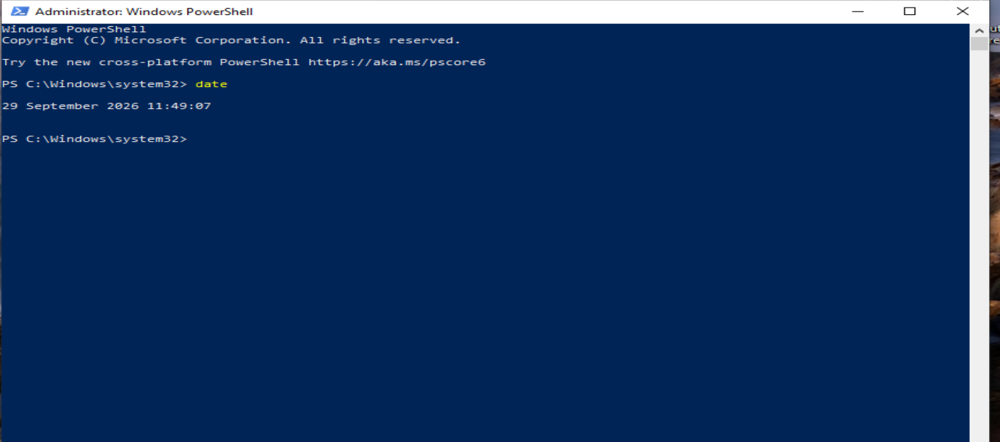 Administrator: Windows PowerShell
Windows PowerShell
Copyright (C) Microsoft Corporation. All rights reserved.
Try the new cross-platform PowerShell https://aka.ms/pscore6
PS C:\Windows\system32> date
29 September 2026 11:49:07
PS C:\Windows\system32>